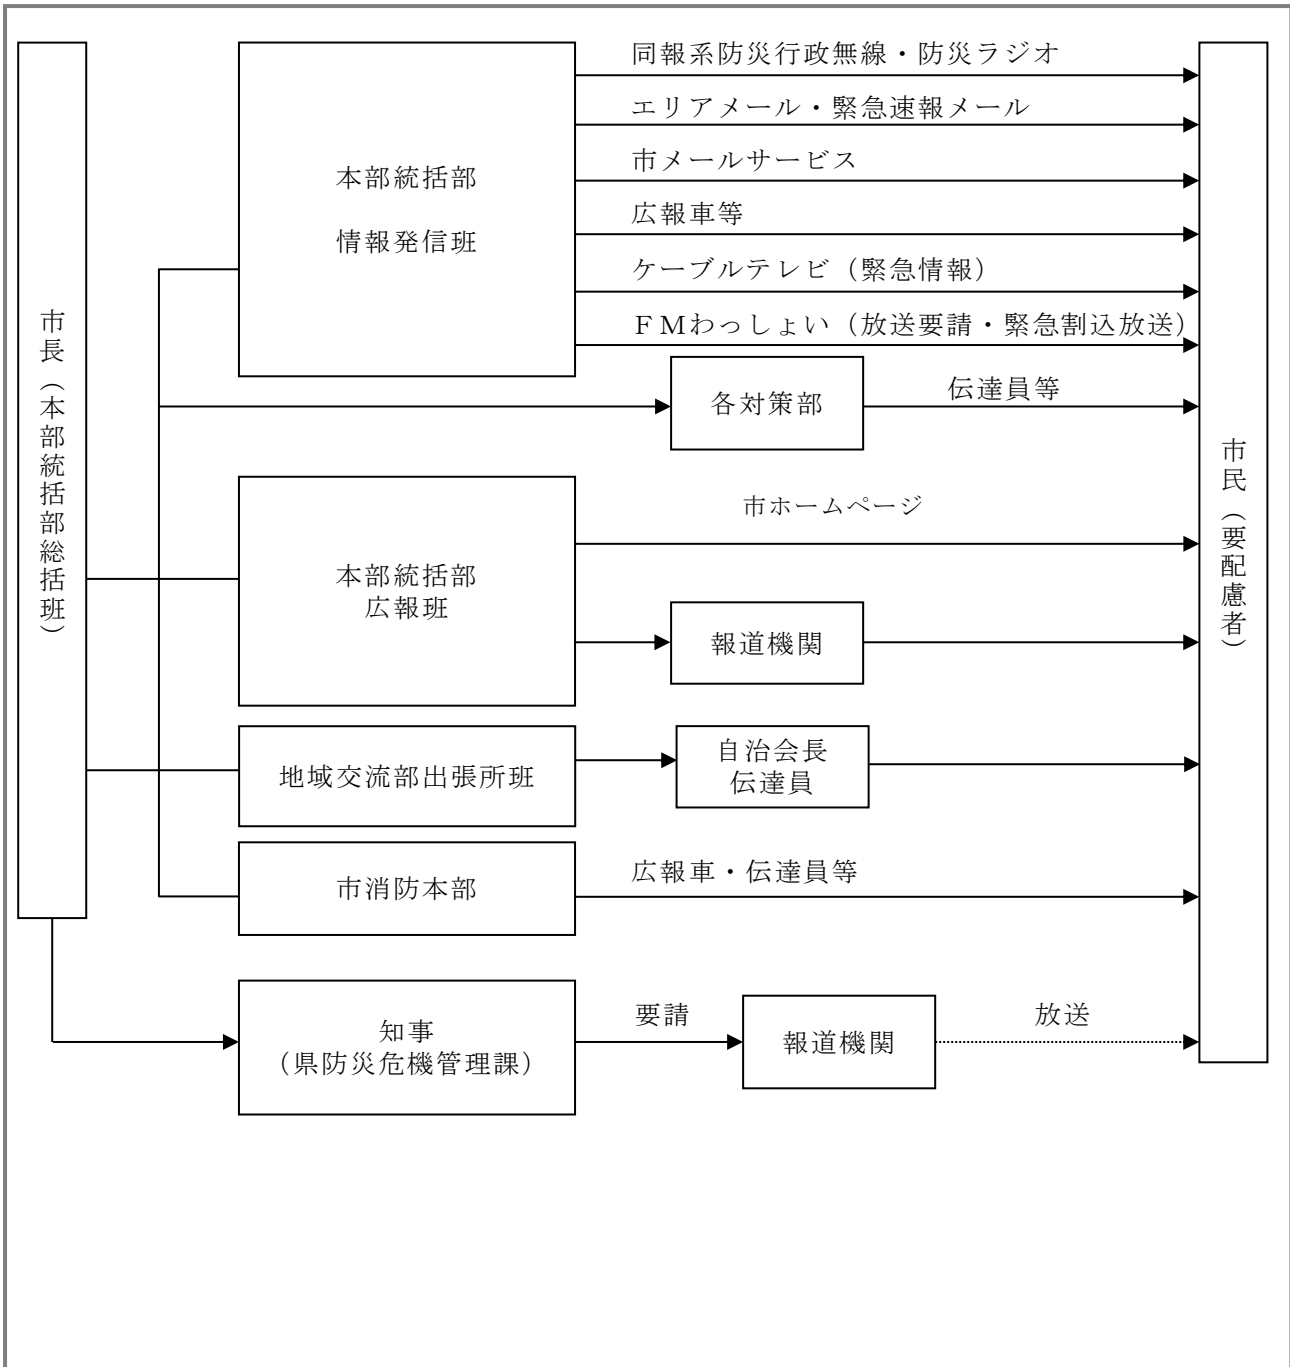 市長（本部統括部総括班）
本部統括部
情報発信班
同報系防災行政無線・防災ラジオ
エリアメール・緊急速報メール
市メールサービス
広報車等
ケーブルテレビ（緊急情報）
ＦＭわっしょい（放送要請・緊急割込放送）
各対策部
伝達員等
本部統括部
広報班
市ホームページ
報道機関
地域交流部出張所班
自治会長
伝達員
市消防本部
広報車・伝達員等
知事
（県防災危機管理課）
要請
報道機関
放送
市民（要配慮者）